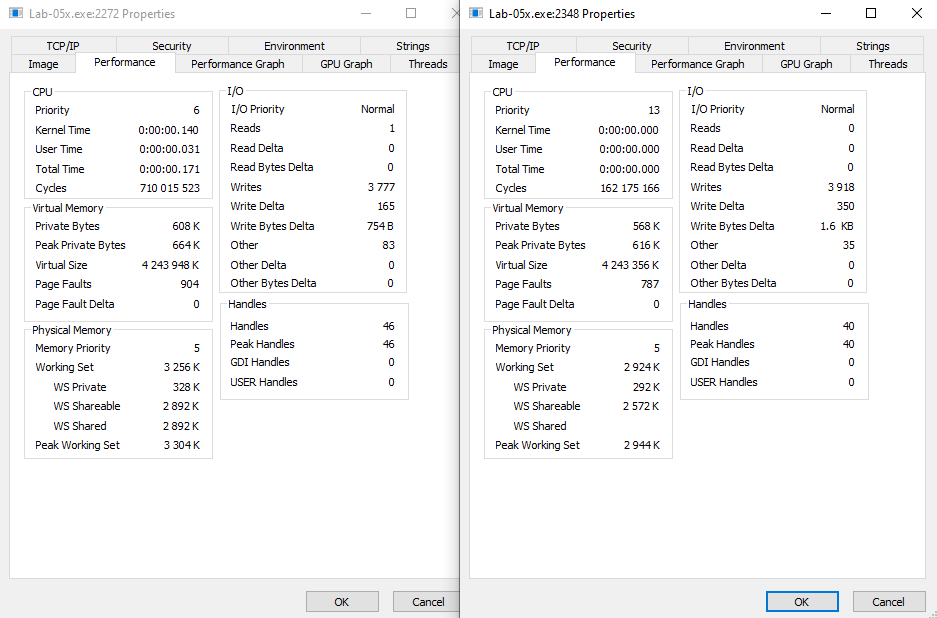 Lab-05x.exe:2272 Properties
TCP/IP Security Environment Strings
Image Performance Performance Graph GPU Graph Threads
CPU
Priority 6
Kernel Time 0:00:00.140
User Time 0:00:00.031
Total Time 0:00:00.171
Cycles 710 015 523
Virtual Memory
Private Bytes 608 K
Peak Private Bytes 664 K
Virtual Size 4 243 948 K
Page Faults 904
Page Fault Delta 0
Physical Memory
Memory Priority 5
Working Set 3 256 K
WS Private 328 K
WS Shareable 2 892 K
WS Shared 2 892 K
Peak Working Set 3 304 K
I/O
I/O Priority Normal
Reads 1
Read Delta 0
Read Bytes Delta 0
Writes 3 777
Write Delta 165
Write Bytes Delta 754 B
Other 83
Other Delta 0
Other Bytes Delta 0
Handles
Handles 46
Peak Handles 46
GDI Handles 0
USER Handles 0
OK Cancel
Lab-05x.exe:2348 Properties
TCP/IP Security Environment Strings
Image Performance Performance Graph GPU Graph Threads
CPU
Priority 13
Kernel Time 0:00:00.000
User Time 0:00:00.000
Total Time 0:00:00.000
Cycles 162 175 166
Virtual Memory
Private Bytes 568 K
Peak Private Bytes 616 K
Virtual Size 4 243 356 K
Page Faults 787
Page Fault Delta 0
Physical Memory
Memory Priority 5
Working Set 2 924 K
WS Private 292 K
WS Shareable 2 572 K
WS Shared
Peak Working Set 2 944 K
I/O
I/O Priority Normal
Reads 0
Read Delta 0
Read Bytes Delta 0
Writes 3 918
Write Delta 350
Write Bytes Delta 1.6 KB
Other 35
Other Delta 0
Other Bytes Delta 0
Handles
Handles 40
Peak Handles 40
GDI Handles 0
USER Handles 0
OK Cancel